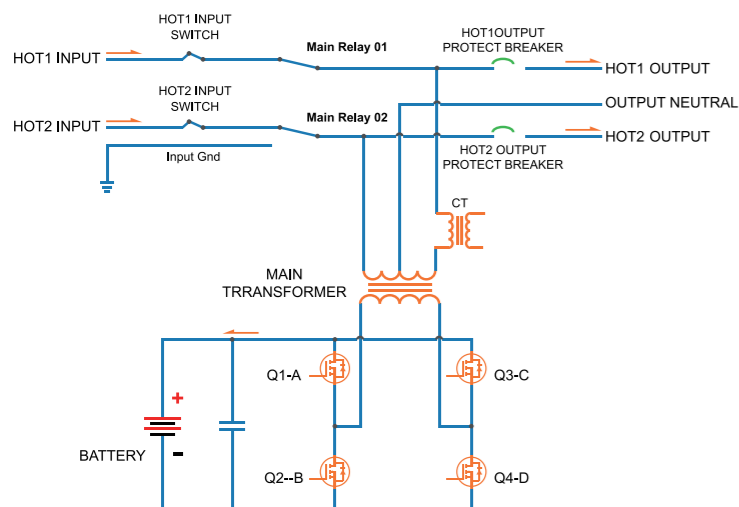 HOT1 INPUT
SWITCH
Main Relay 01
HOT1OUTPUT
PROTECT BREAKER
HOT1 INPUT
HOT1 OUTPUT
HOT2 INPUT
SWITCH
Main Relay 02
OUTPUT NEUTRAL
HOT2 INPUT
HOT2 OUTPUT
Input Gnd
HOT2 OUTPUT
PROTECT BREAKER
CT
MAIN
TRRANSFORMER
Q1-A
Q3-C
+
BATTERY
-
Q2--B
Q4-D